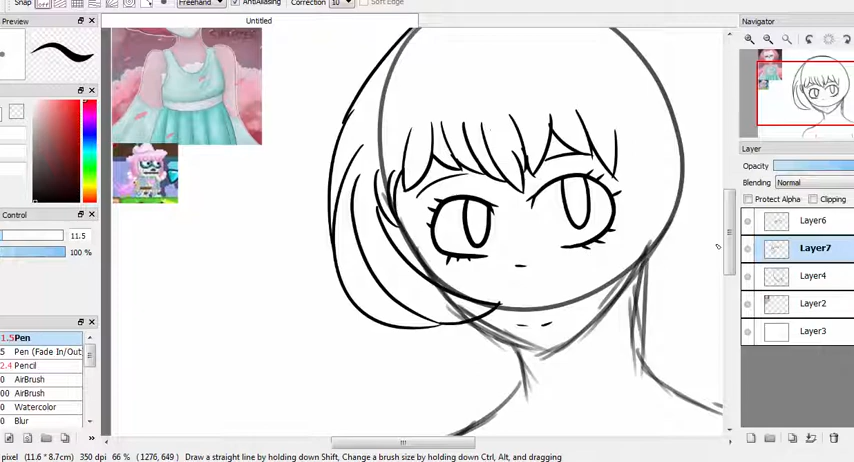 Snap Freehand AntiAliasing Correction 10 Soft Edge
Preview
Untitled
Navigator
Layer
Opacity
Blending Normal
Protect Alpha Clipping
Layer6
Layer7
Layer4
Layer2
Layer3
Control
11.5
100 %
1.5 Pen
5 Pen (Fade In/Out
2.4 Pencil
0 AirBrush
00 AirBrush
0 Watercolor
0 Blur
pixel (11.6 * 8.7cm) 350 dpi 66 % (1276, 649) Draw a straight line by holding down Shift, Change a brush size by holding down Ctrl, Alt, and dragging